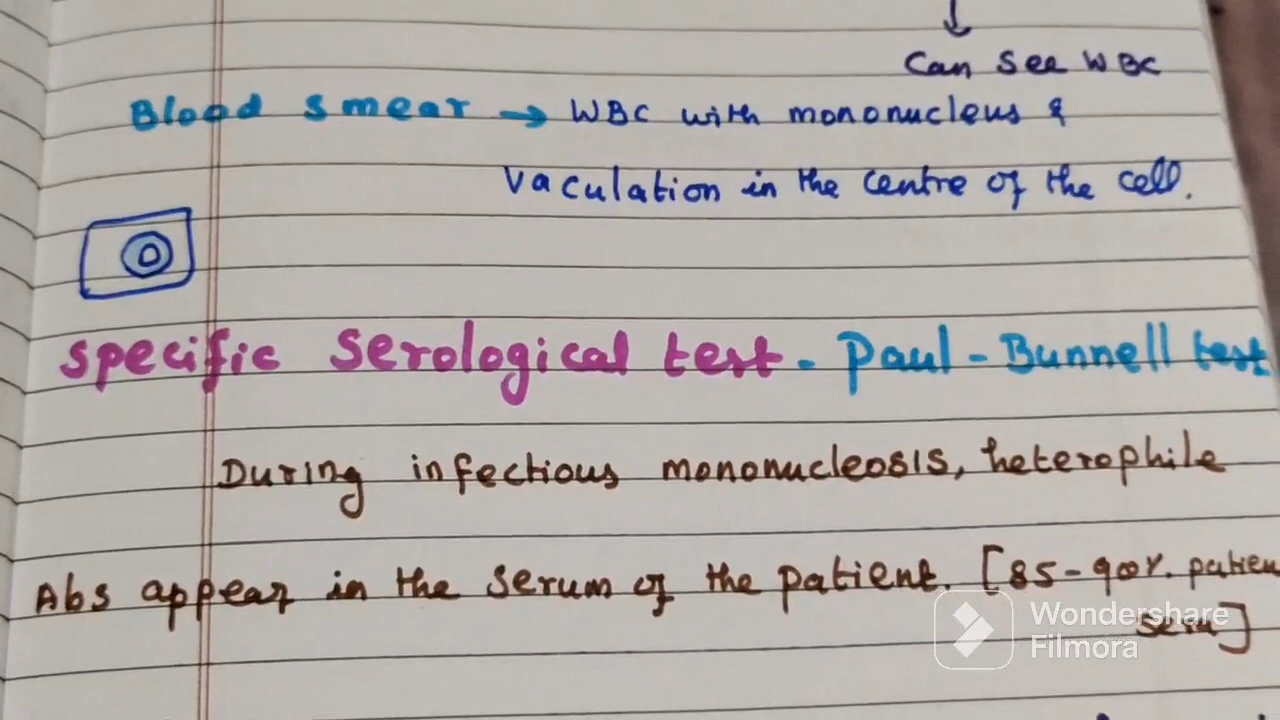 Can see WBC
Blood smear → WBC with mononucleus &
Vaculation in the centre of the cell.
specific serological test - Paul-Bunnell test
During infectious mononucleosis, heterophile
Abs appear in the serum of the patient. [85-90% patien
sera]
Wondershare
Filmora